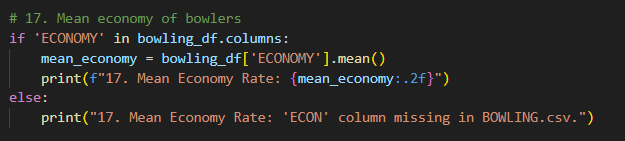 # 17. Mean economy of bowlers
if 'ECONOMY' in bowling_df.columns:
    mean_economy = bowling_df['ECONOMY'].mean()
    print(f"17. Mean Economy Rate: {mean_economy:.2f}")
else:
    print("17. Mean Economy Rate: 'ECON' column missing in BOWLING.csv.")